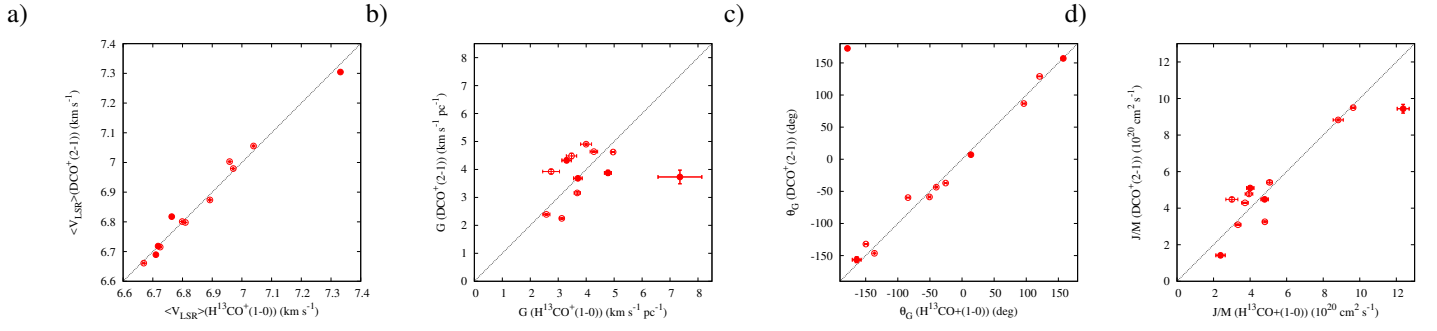 a)
7.4
7.3
7.2
7.1
7
6.9
6.8
6.7
6.6
6.6 6.7 6.8 6.9 7 7.1 7.2 7.3 7.4
<V_LSR>(DCO⁺(2-1)) (km s⁻¹)
<V_LSR>(H¹³CO⁺(1-0)) (km s⁻¹)
b)
8
7
6
5
4
3
2
1
0
0 1 2 3 4 5 6 7 8
G (DCO⁺(2-1)) (km s⁻¹ pc⁻¹)
G (H¹³CO⁺(1-0)) (km s⁻¹ pc⁻¹)
c)
150
100
50
0
-50
-100
-150
-150 -100 -50 0 50 100 150
θ_G (DCO⁺(2-1)) (deg)
θ_G (H¹³CO+(1-0)) (deg)
d)
12
10
8
6
4
2
0
0 2 4 6 8 10 12
J/M (DCO⁺(2-1)) (10²⁰ cm² s⁻¹)
J/M (H¹³CO+(1-0)) (10²⁰ cm² s⁻¹)